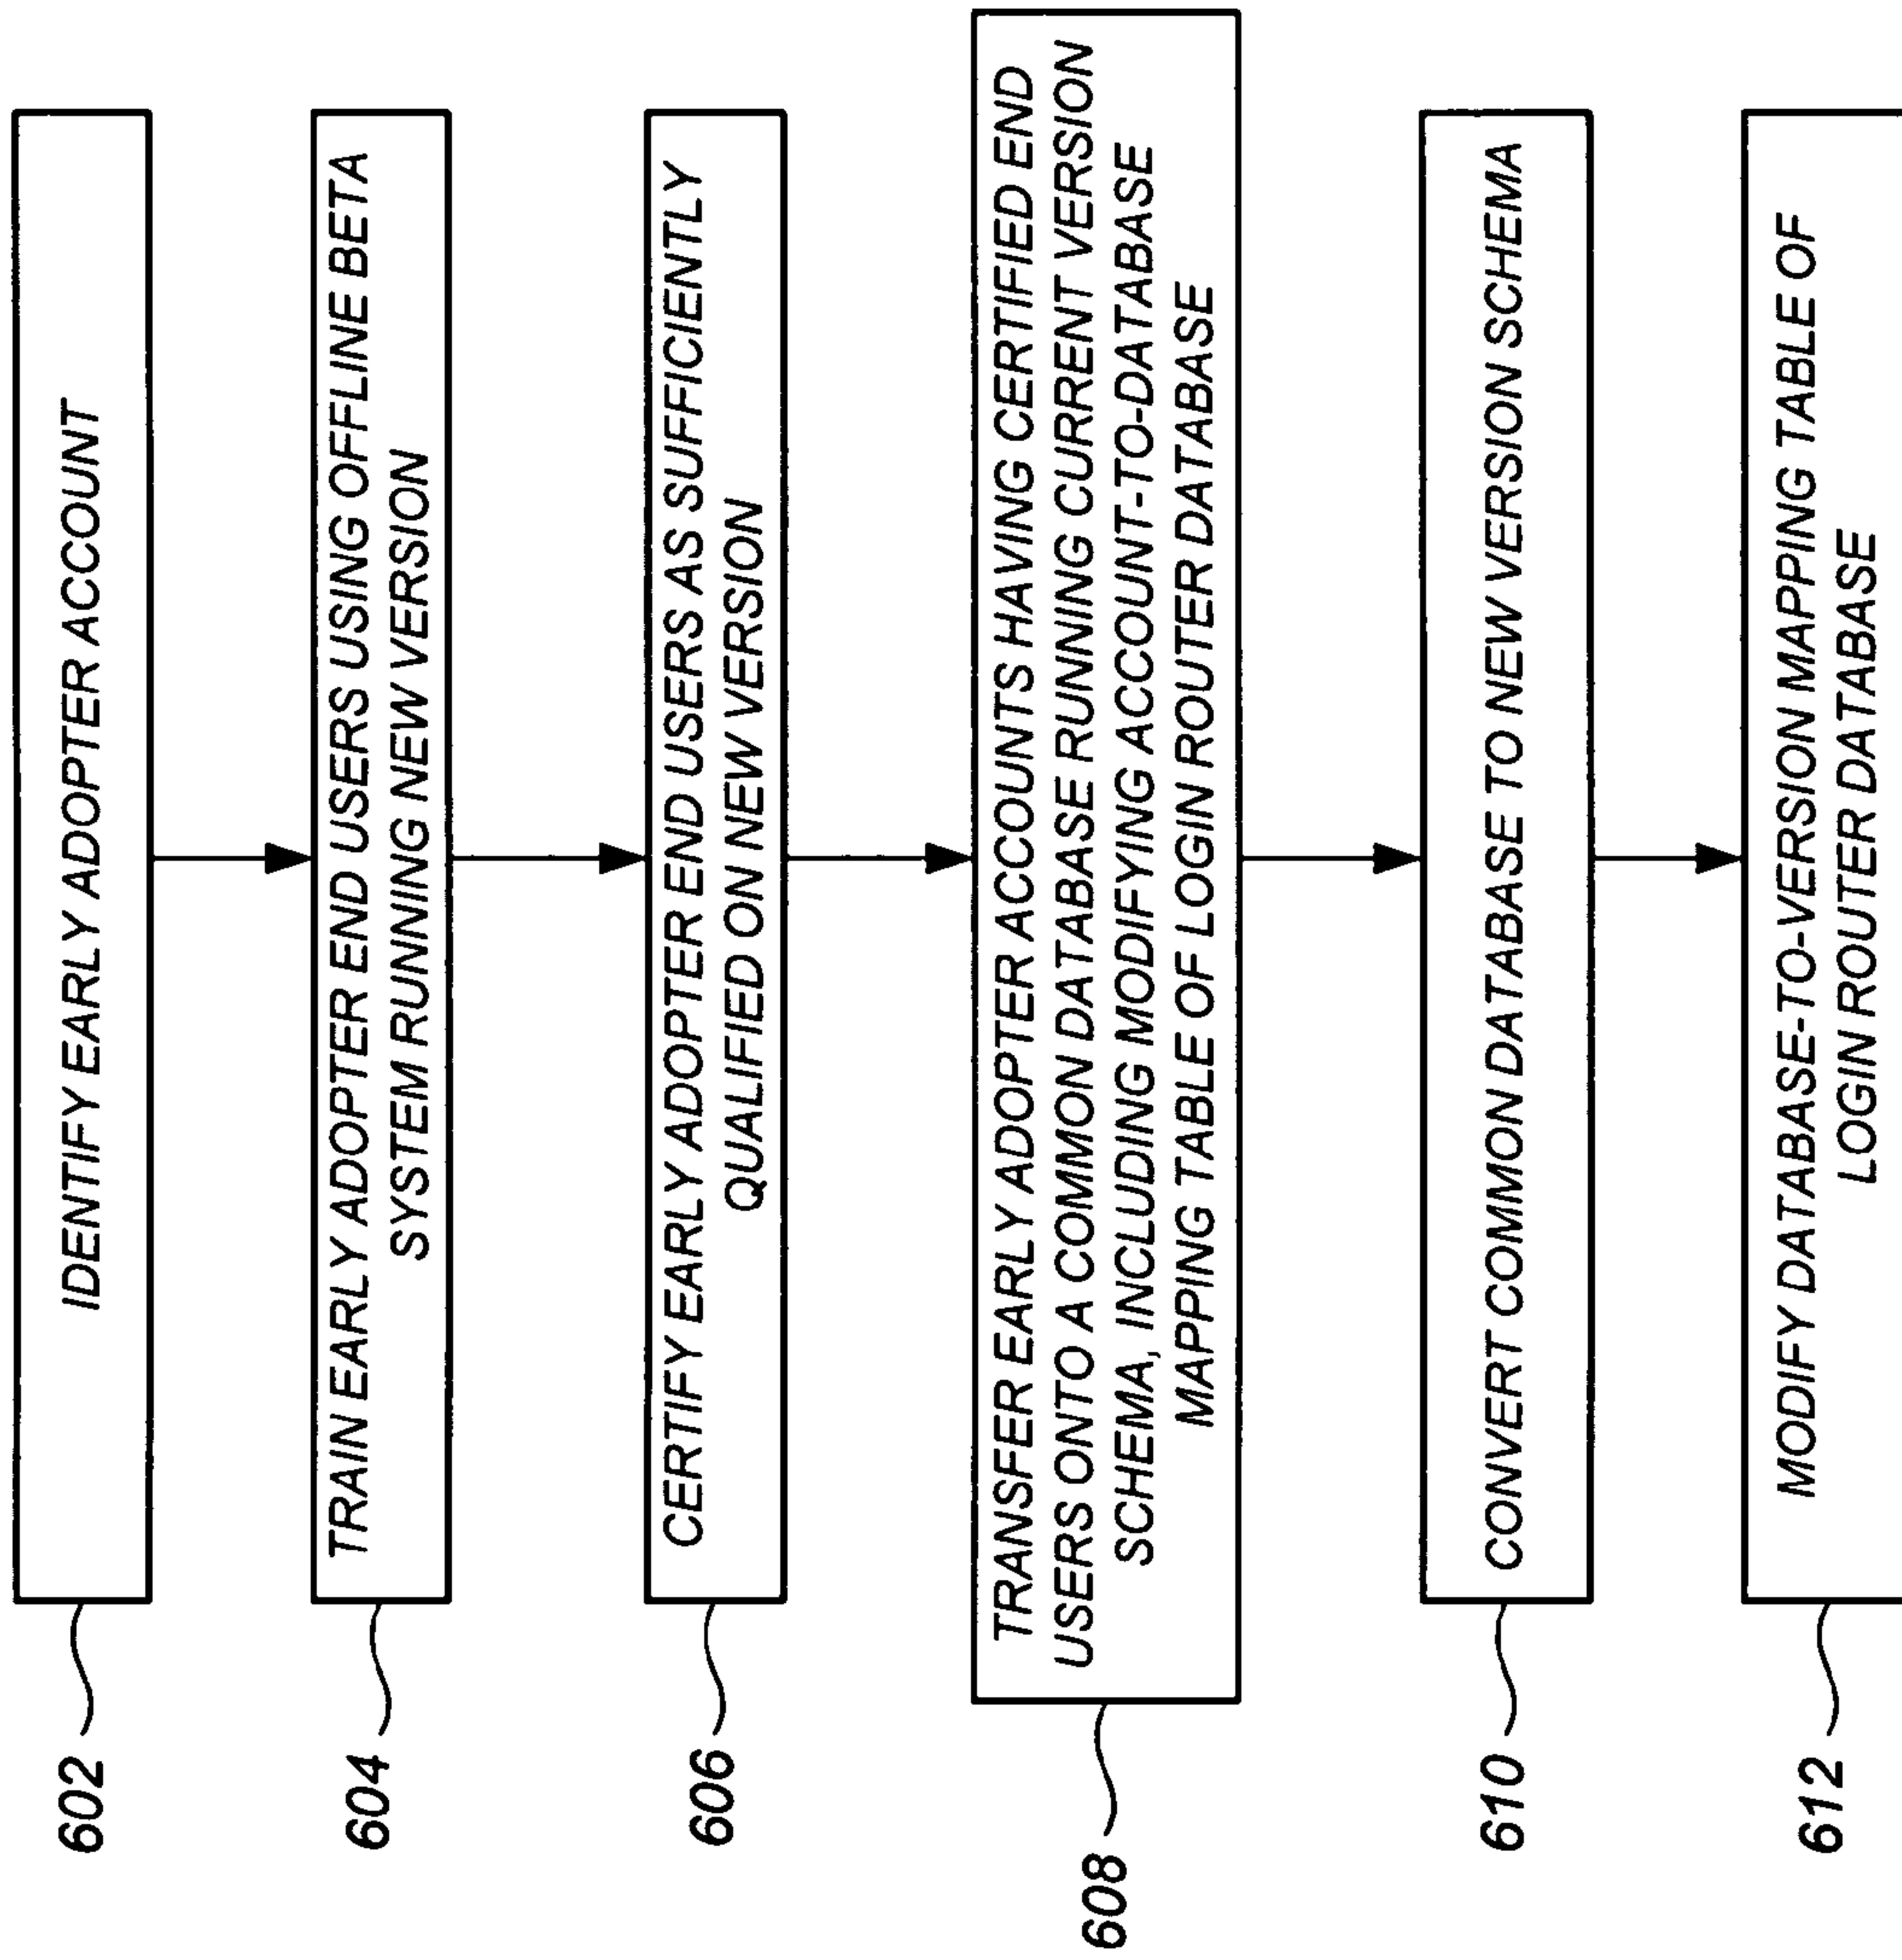 602
IDENTIFY EARLY ADOPTER ACCOUNT
604
TRAIN EARLY ADOPTER END USERS USING OFFLINE BETA
SYSTEM RUNNING NEW VERSION
606
CERTIFY EARLY ADOPTER END USERS AS SUFFICIENTLY
QUALIFIED ON NEW VERSION
608
TRANSFER EARLY ADOPTER ACCOUNTS HAVING CERTIFIED END
USERS ONTO A COMMON DATABASE RUNNING CURRENT VERSION
SCHEMA, INCLUDING MODIFYING ACCOUNT-TO-DATABASE
MAPPING TABLE OF LOGIN ROUTER DATABASE
610
CONVERT COMMON DATABASE TO NEW VERSION SCHEMA
612
MODIFY DATABASE-TO-VERSION MAPPING TABLE OF
LOGIN ROUTER DATABASE